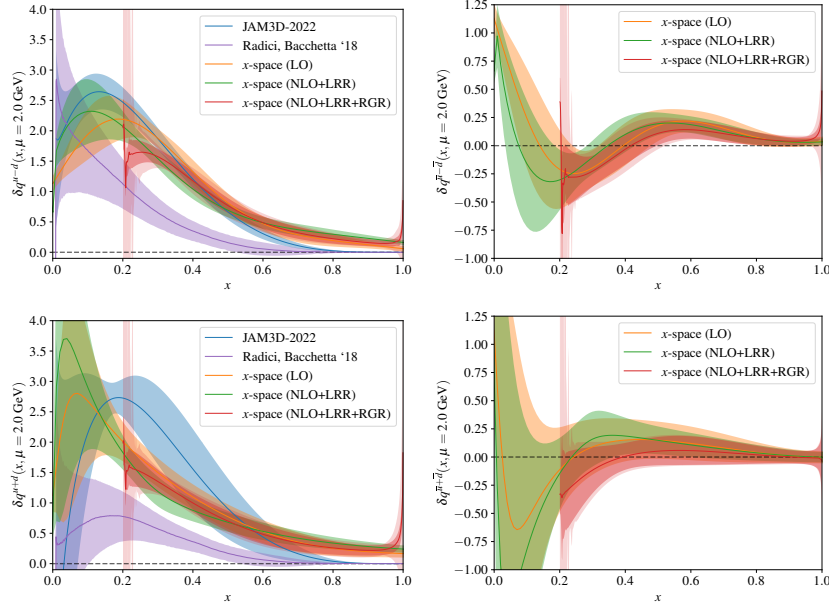 JAM3D-2022
Radici, Bacchetta ‘18
x-space (LO)
x-space (NLO+LRR)
x-space (NLO+LRR+RGR)
δq^{u−d}(x, μ = 2.0 GeV)
4.0
3.5
3.0
2.5
2.0
1.5
1.0
0.5
0.0
0.0 0.2 0.4 0.6 0.8 1.0
x
x-space (LO)
x-space (NLO+LRR)
x-space (NLO+LRR+RGR)
δq^{\overline{u}−\overline{d}}(x, μ = 2.0 GeV)
1.25
1.00
0.75
0.50
0.25
0.00
−0.25
−0.50
−0.75
−1.00
0.0 0.2 0.4 0.6 0.8 1.0
x
JAM3D-2022
Radici, Bacchetta ‘18
x-space (LO)
x-space (NLO+LRR)
x-space (NLO+LRR+RGR)
δq^{u+d}(x, μ = 2.0 GeV)
4.0
3.5
3.0
2.5
2.0
1.5
1.0
0.5
0.0
0.0 0.2 0.4 0.6 0.8 1.0
x
x-space (LO)
x-space (NLO+LRR)
x-space (NLO+LRR+RGR)
δq^{\overline{u}+\overline{d}}(x, μ = 2.0 GeV)
1.25
1.00
0.75
0.50
0.25
0.00
−0.25
−0.50
−0.75
−1.00
0.0 0.2 0.4 0.6 0.8 1.0
x